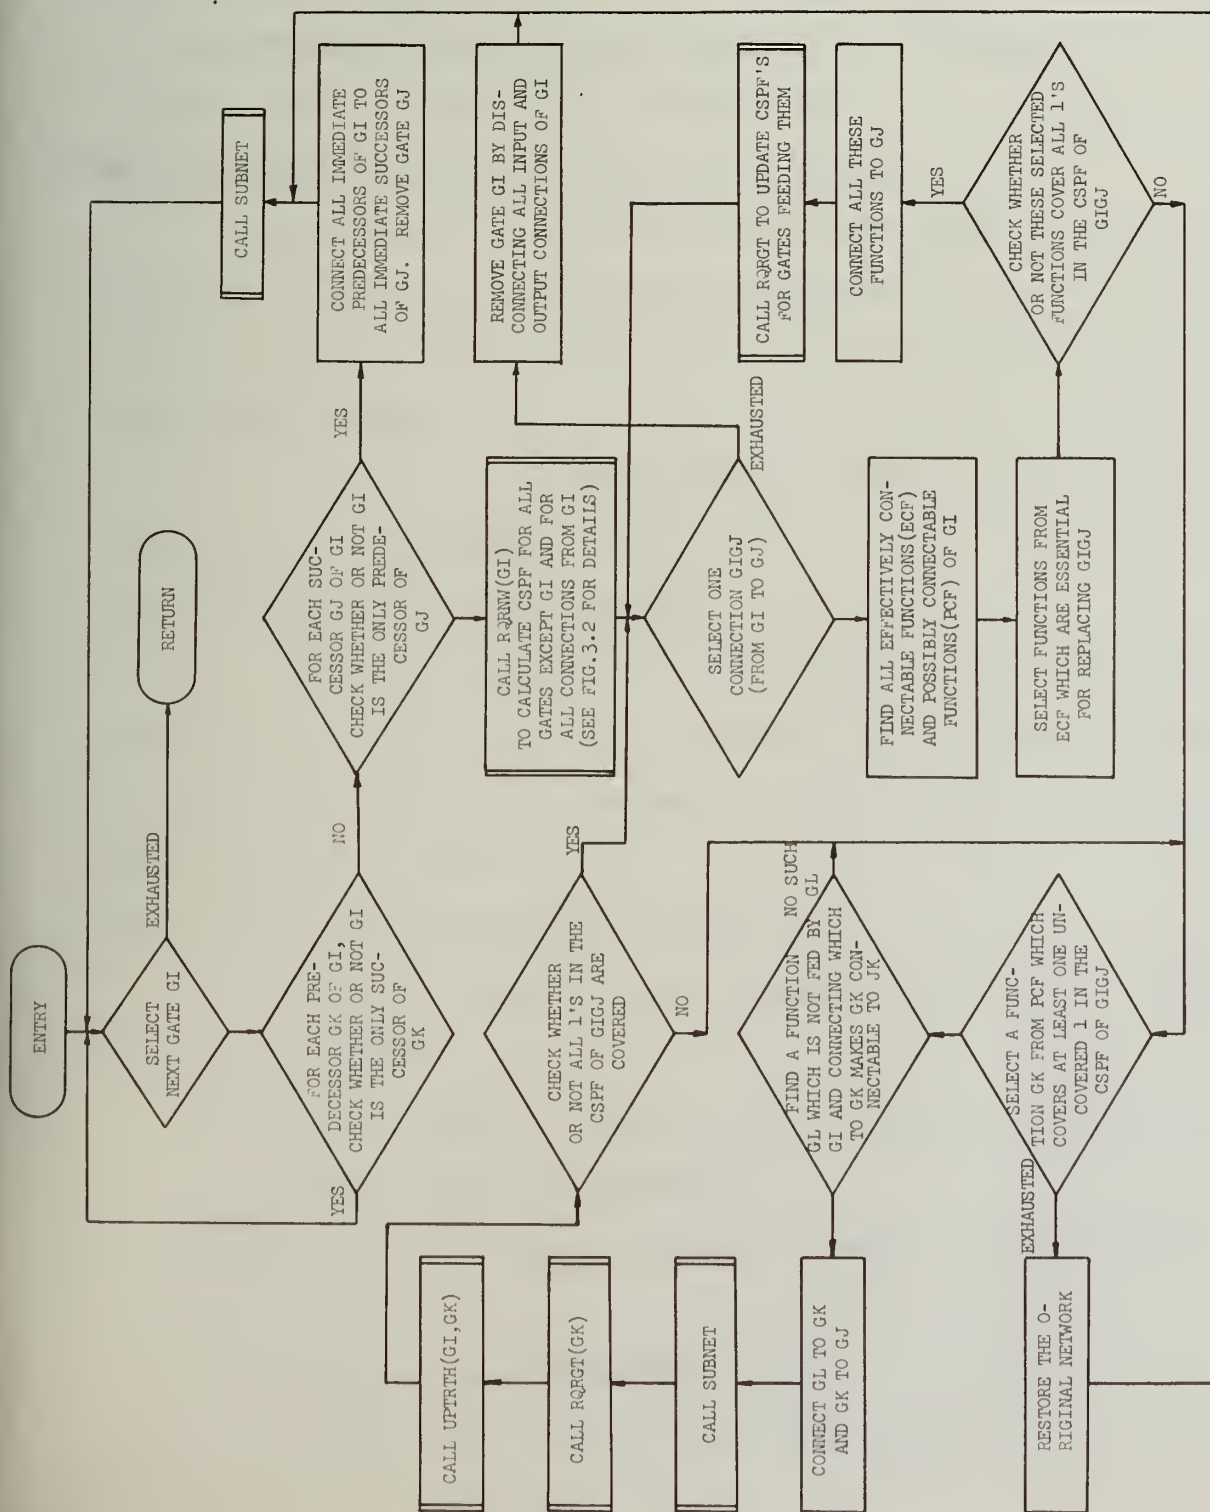 ENTRY
SELECT
NEXT GATE GI
EXHAUSTED
RETURN
CALL SUBNET
FOR EACH PRE-
DECESSOR GK OF GI,
CHECK WHETHER OR NOT GI
IS THE ONLY SUC-
CESSOR OF
GK
YES
NO
FOR EACH SUC-
CESSOR GJ OF GI
CHECK WHETHER OR NOT GI
IS THE ONLY PREDE-
CESSOR OF
GJ
YES
CONNECT ALL IMMEDIATE
PREDECESSORS OF GI TO
ALL IMMEDIATE SUCCESSORS
OF GJ. REMOVE GATE GJ
CALL RQRNW(GI)
TO CALCULATE CSPF FOR ALL
GATES EXCEPT GI AND FOR
ALL CONNECTIONS FROM GI
(SEE FIG.3.2 FOR DETAILS)
REMOVE GATE GI BY DIS-
CONNECTING ALL INPUT AND
OUTPUT CONNECTIONS OF GI
CALL UPTRTH(GI,GK)
CHECK WHETHER
OR NOT ALL 1'S IN THE
CSPF OF GIGJ ARE
COVERED
YES
NO
SELECT ONE
CONNECTION GIGJ
(FROM GI TO GJ)
EXHAUSTED
CALL RQRGT TO UPDATE CSPF'S
FOR GATES FEEDING THEM
CALL RQRGT(GK)
CALL SUBNET
CONNECT GL TO GK
AND GK TO GJ
FIND A FUNCTION
GL WHICH IS NOT FED BY
GI AND CONNECTING WHICH
TO GK MAKES GK CON-
NECTABLE TO JK
NO SUCH
GL
FIND ALL EFFECTIVELY CON-
NECTABLE FUNCTIONS(ECF)
AND POSSIBLY CONNECTABLE
FUNCTIONS(PCF) OF GI
CONNECT ALL THESE
FUNCTIONS TO GJ
YES
SELECT A FUNC-
TION GK FROM PCF WHICH
COVERS AT LEAST ONE UN-
COVERED 1 IN THE
CSPF OF GIGJ
EXHAUSTED
RESTORE THE O-
RIGINAL NETWORK
SELECT FUNCTIONS FROM
ECF WHICH ARE ESSENTIAL
FOR REPLACING GIGJ
CHECK WHETHER
OR NOT THESE SELECTED
FUNCTIONS COVER ALL 1'S
IN THE CSPF OF
GIGJ
NO